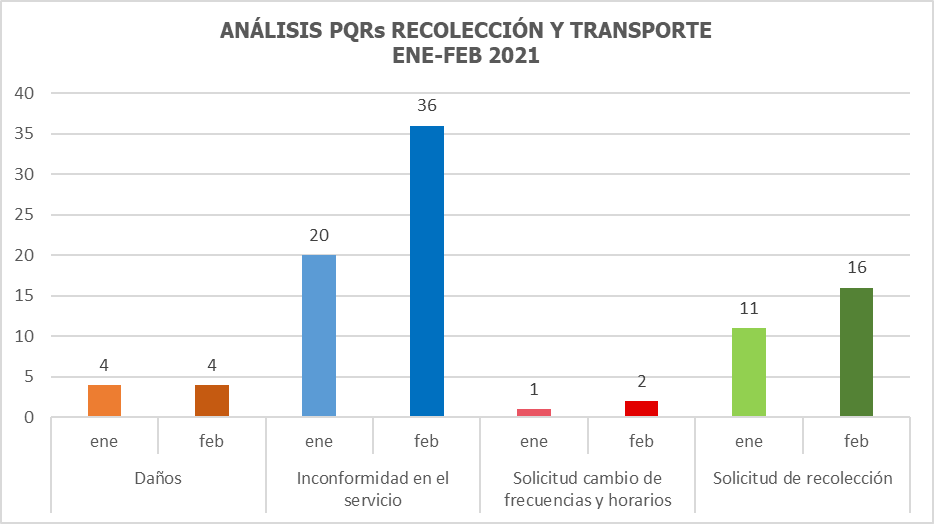 ANÁLISIS PQRs RECOLECCIÓN Y TRANSPORTE
ENE-FEB 2021
40
35
30
25
20
15
10
5
0
4
4
20
36
1
2
11
16
ene
feb
ene
feb
ene
feb
ene
feb
Daños
Inconformidad en el
servicio
Solicitud cambio de
frecuencias y horarios
Solicitud de recolección